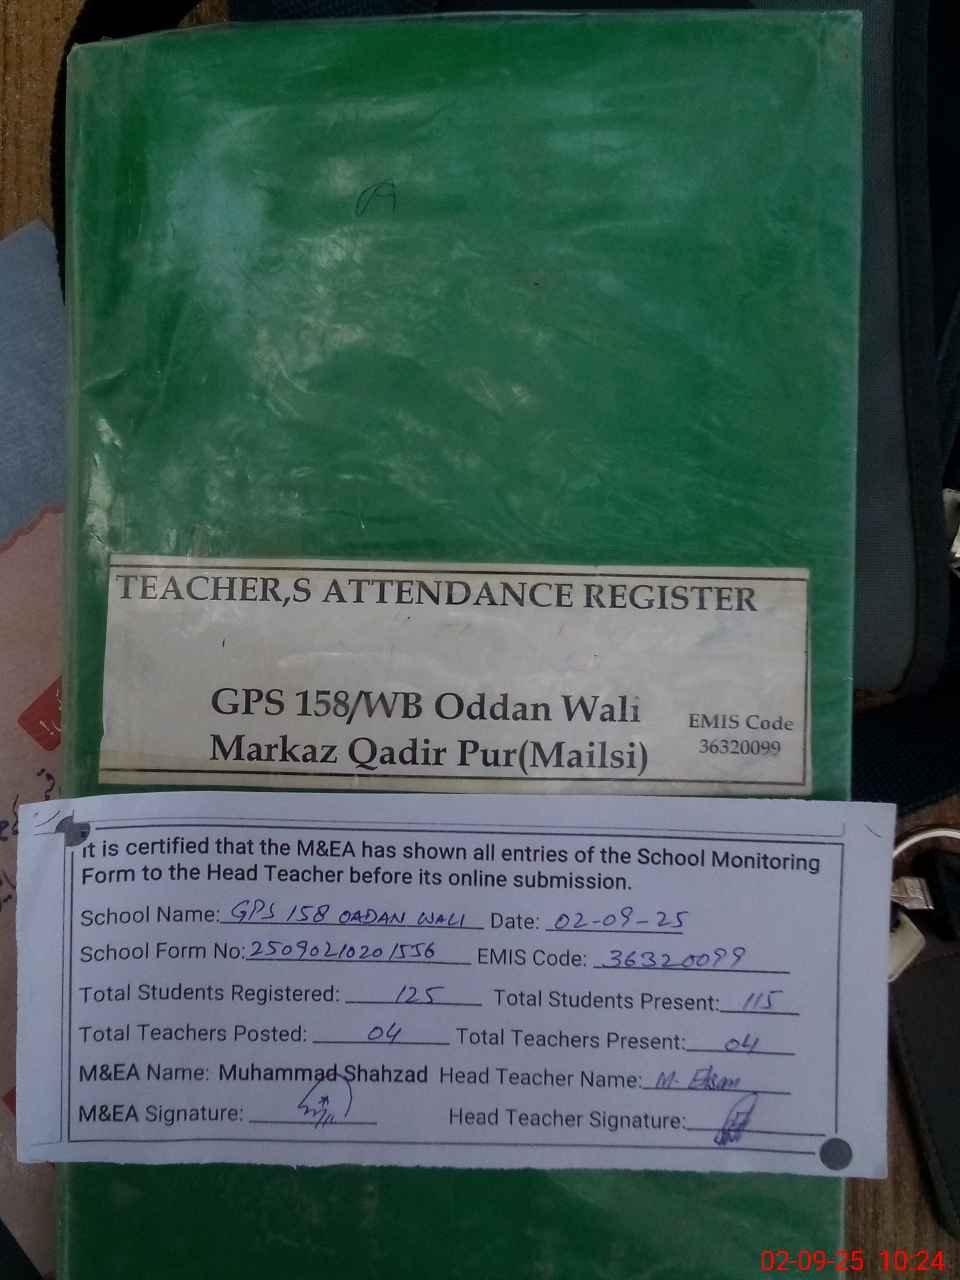 A
TEACHER,S ATTENDANCE REGISTER
GPS 158/WB Oddan Wali
Markaz Qadir Pur(Mailsi)
EMIS Code
36320099
It is certified that the M&EA has shown all entries of the School Monitoring
Form to the Head Teacher before its online submission.
School Name: GPS 158 OADAN WALI Date: 02-09-25
School Form No: 25090210201556 EMIS Code: 36320099
Total Students Registered: 125 Total Students Present: 115
Total Teachers Posted: 04 Total Teachers Present: 04
M&EA Name: Muhammad Shahzad Head Teacher Name: M.
M&EA Signature: Head Teacher Signature:
02-09-25 10:24